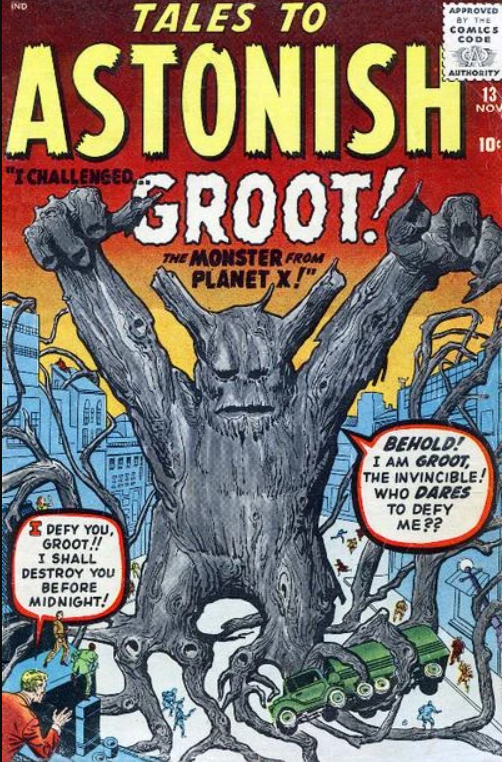 IND
TALES TO
ASTONISH
APPROVED
BY THE
COMICS
CODE
CA
AUTHORITY
13
NOV
10¢
"I CHALLENGED...
GROOT!
THE MONSTER FROM
PLANET X!"
BEHOLD!
I AM GROOT,
THE INVINCIBLE!
WHO DARES
TO DEFY
ME??
I DEFY YOU,
GROOT!!
I SHALL
DESTROY YOU
BEFORE
MIDNIGHT!